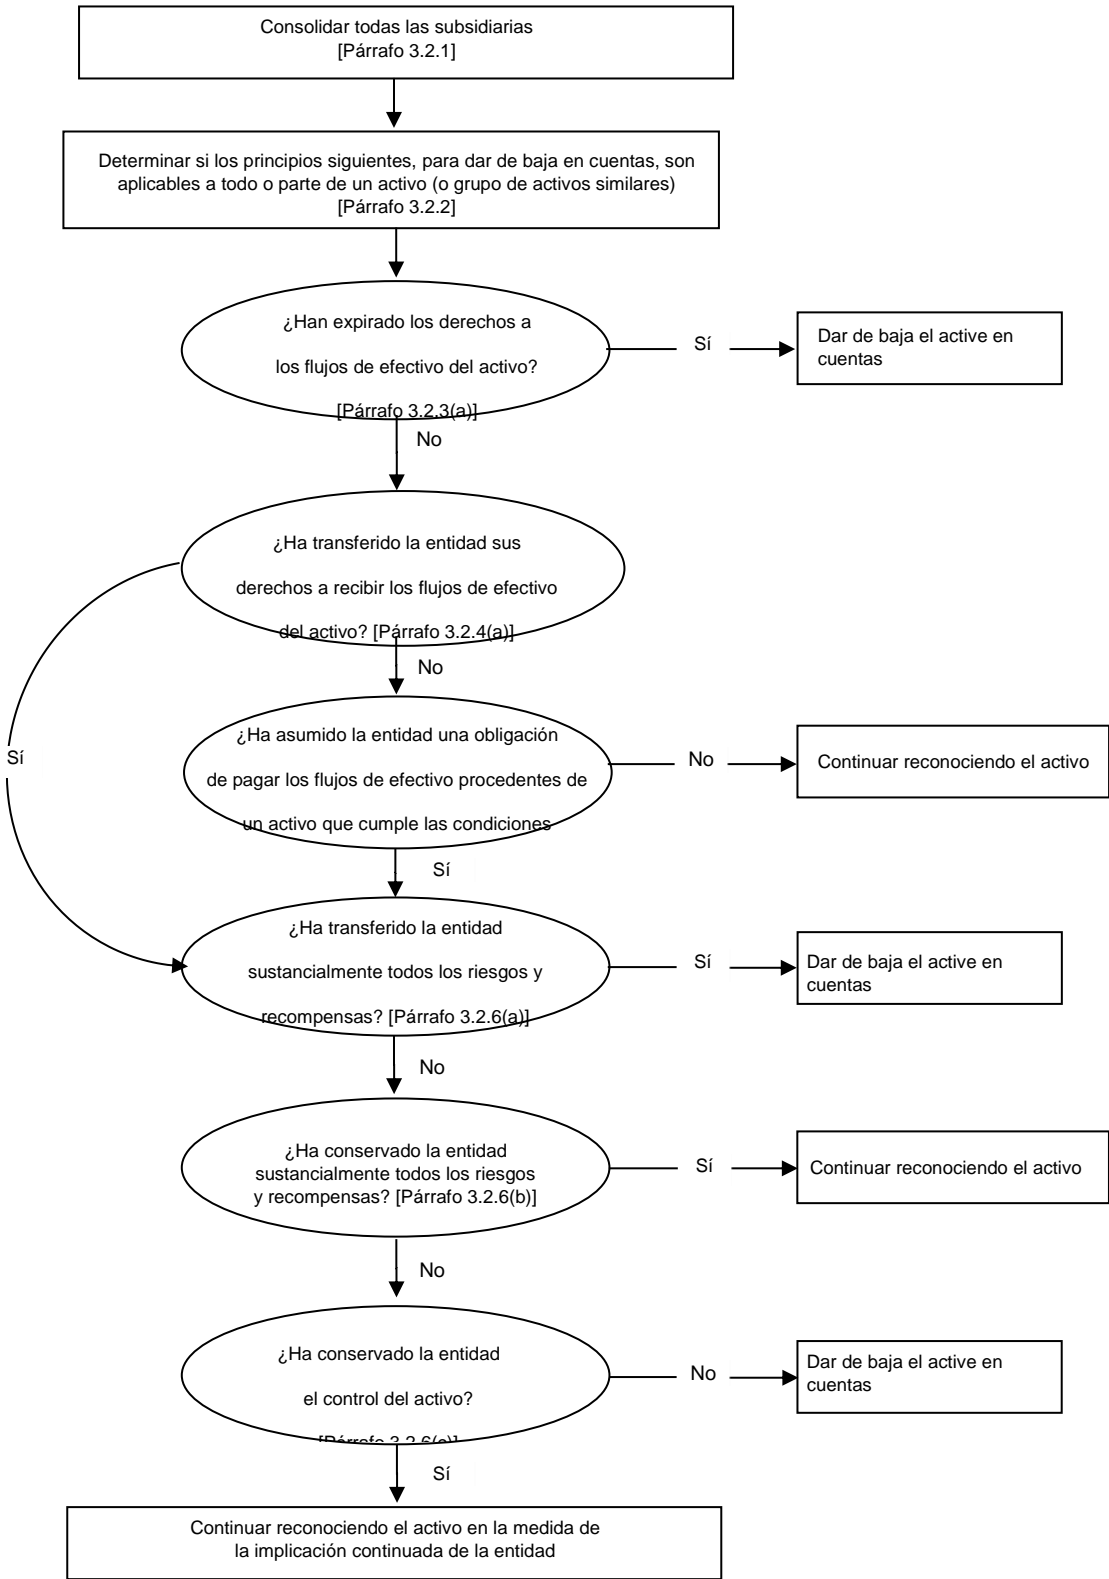 Consolidar todas las subsidiarias
[Párrafo 3.2.1]
Determinar si los principios siguientes, para dar de baja en cuentas, son
aplicables a todo o parte de un activo (o grupo de activos similares)
[Párrafo 3.2.2]
¿Han expirado los derechos a
los flujos de efectivo del activo?
[Párrafo 3.2.3(a)]
Sí
Dar de baja el active en
cuentas
No
¿Ha transferido la entidad sus
derechos a recibir los flujos de efectivo
del activo? [Párrafo 3.2.4(a)]
No
Sí
¿Ha asumido la entidad una obligación
de pagar los flujos de efectivo procedentes de
un activo que cumple las condiciones
No
Continuar reconociendo el activo
Sí
¿Ha transferido la entidad
sustancialmente todos los riesgos y
recompensas? [Párrafo 3.2.6(a)]
Sí
Dar de baja el active en
cuentas
No
¿Ha conservado la entidad
sustancialmente todos los riesgos
y recompensas? [Párrafo 3.2.6(b)]
Sí
Continuar reconociendo el activo
No
¿Ha conservado la entidad
el control del activo?
[Párrafo 3.2.6(c)]
No
Dar de baja el active en
cuentas
Sí
Continuar reconociendo el activo en la medida de
la implicación continuada de la entidad